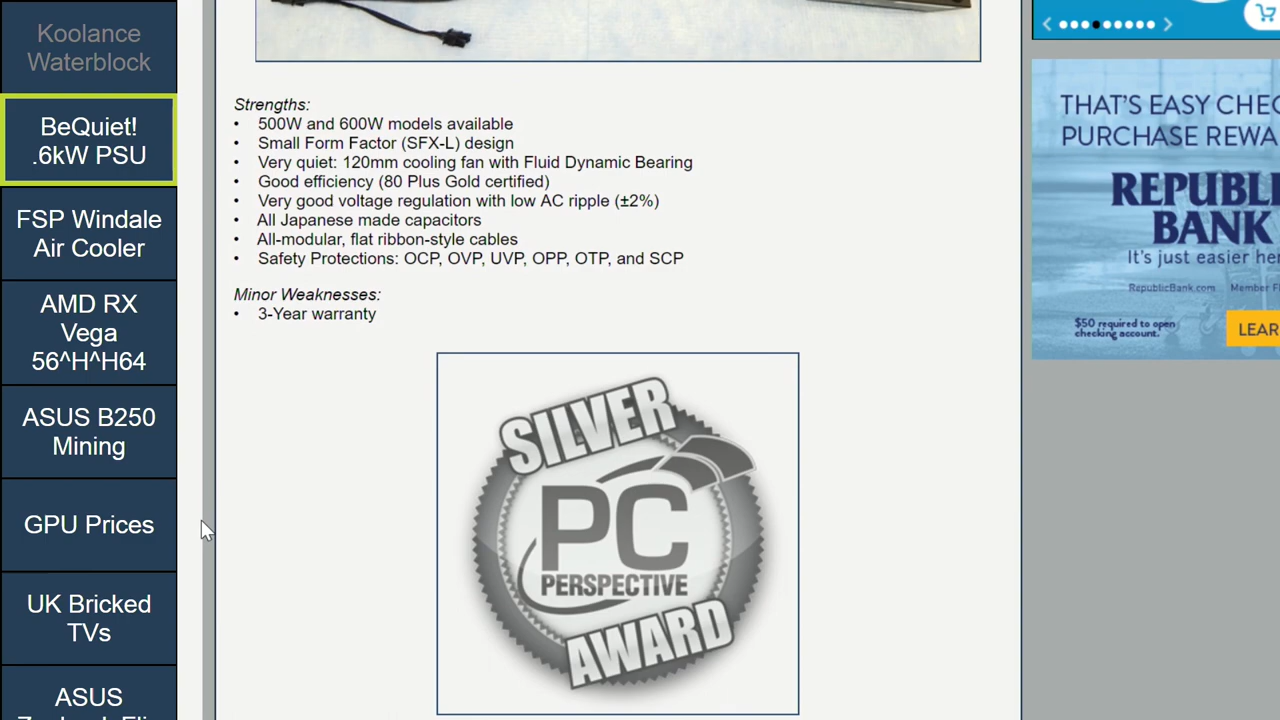 Koolance
Waterblock
BeQuiet!
.6kW PSU
FSP Windale
Air Cooler
AMD RX
Vega
56^H^H64
ASUS B250
Mining
GPU Prices
UK Bricked
TVs
ASUS
Strengths:
• 500W and 600W models available
• Small Form Factor (SFX-L) design
• Very quiet: 120mm cooling fan with Fluid Dynamic Bearing
• Good efficiency (80 Plus Gold certified)
• Very good voltage regulation with low AC ripple (±2%)
• All Japanese made capacitors
• All-modular, flat ribbon-style cables
• Safety Protections: OCP, OVP, UVP, OPP, OTP, and SCP
Minor Weaknesses:
• 3-Year warranty
SILVER
PC
PERSPECTIVE
AWARD
THAT'S EASY CHEC
PURCHASE REWA
REPUBLI
BANK
It's just easier her
RepublicBank.com Member F
$50 required to open
checking account.
LEAR